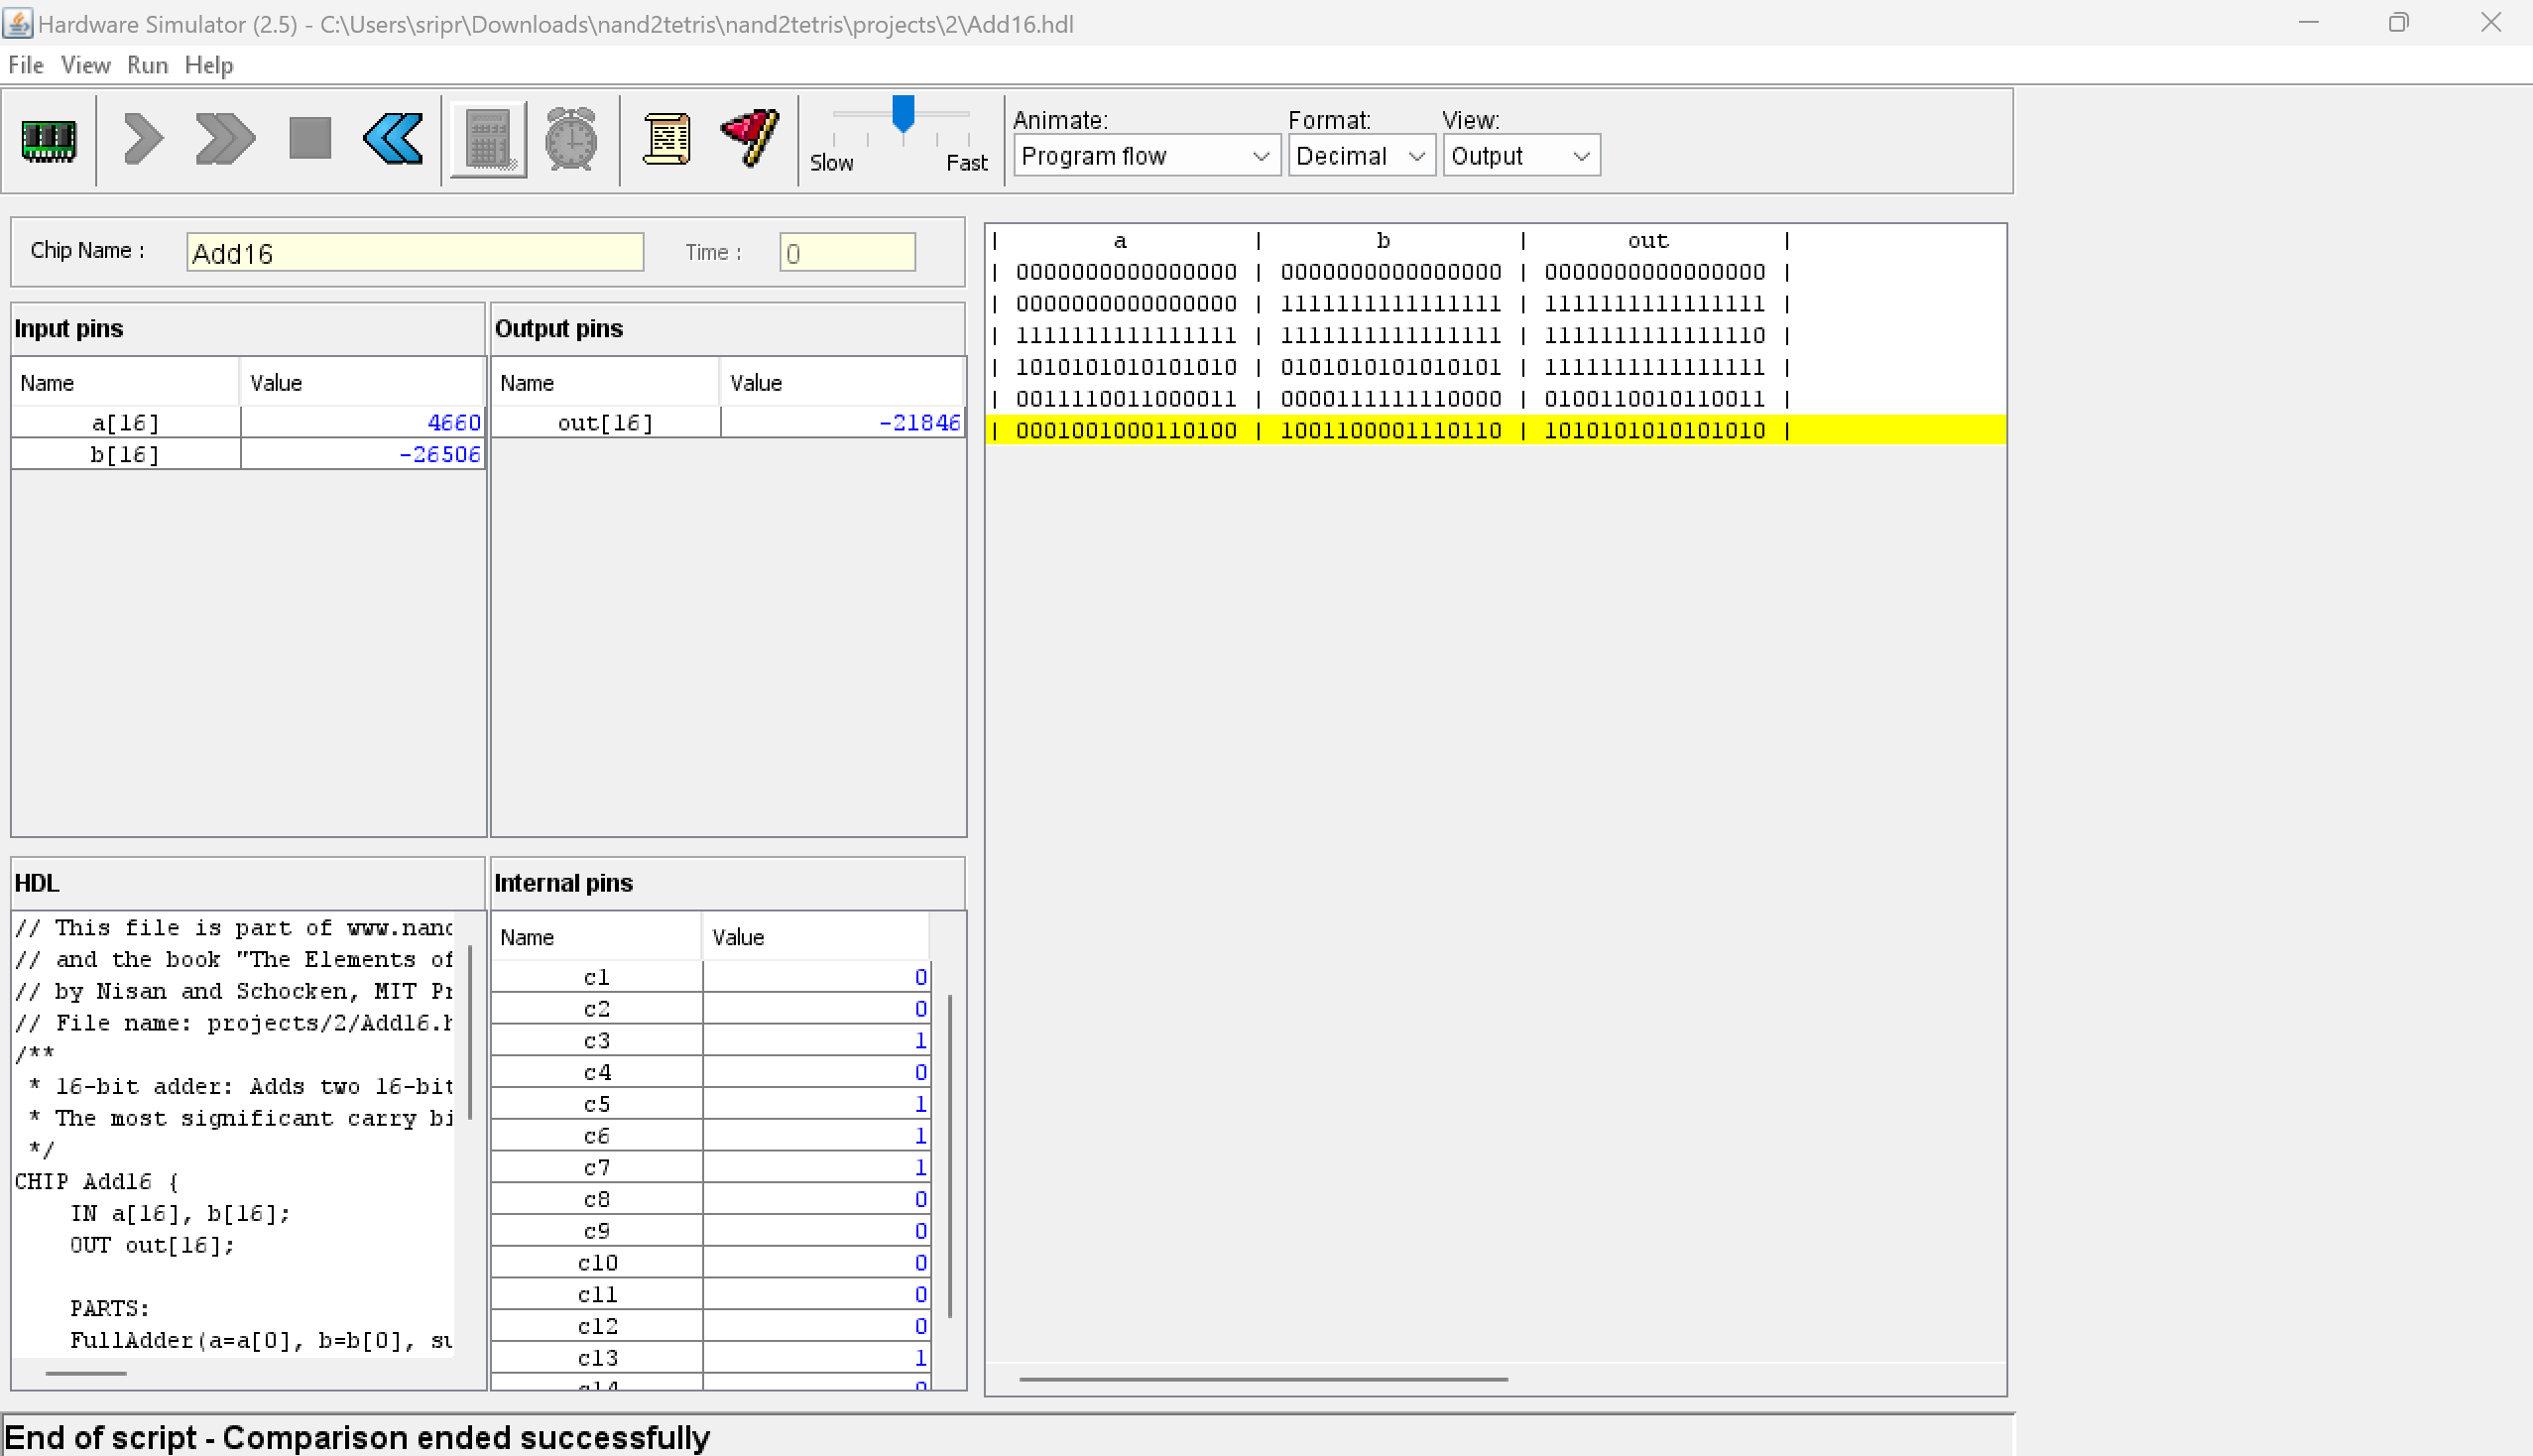 Hardware Simulator (2.5) - C:\Users\sripr\Downloads\nand2tetris\nand2tetris\projects\2\Add16.hdl
File View Run Help
Slow Fast
Animate: Format: View:
Program flow Decimal Output
Chip Name : Add16 Time : 0
Input pins
Name Value
a[16] 4660
b[16] -26506
Output pins
Name Value
out[16] -21846
HDL
// This file is part of www.nand
// and the book "The Elements of
// by Nisan and Schocken, MIT Pr
// File name: projects/2/Add16.h
/**
* 16-bit adder: Adds two 16-bit
* The most significant carry bi
*/
CHIP Add16 {
IN a[16], b[16];
OUT out[16];
PARTS:
FullAdder(a=a[0], b=b[0], su
Internal pins
Name Value
c1 0
c2 0
c3 1
c4 0
c5 1
c6 1
c7 1
c8 0
c9 0
c10 0
c11 0
c12 0
c13 1
c14 0
| a | b | out |
| 0000000000000000 | 0000000000000000 | 0000000000000000 |
| 0000000000000000 | 1111111111111111 | 1111111111111111 |
| 1111111111111111 | 1111111111111111 | 1111111111111110 |
| 1010101010101010 | 0101010101010101 | 1111111111111111 |
| 0011110011000011 | 0000111111110000 | 0100110010110011 |
| 0001001000110100 | 1001100001110110 | 1010101010101010 |
End of script - Comparison ended successfully